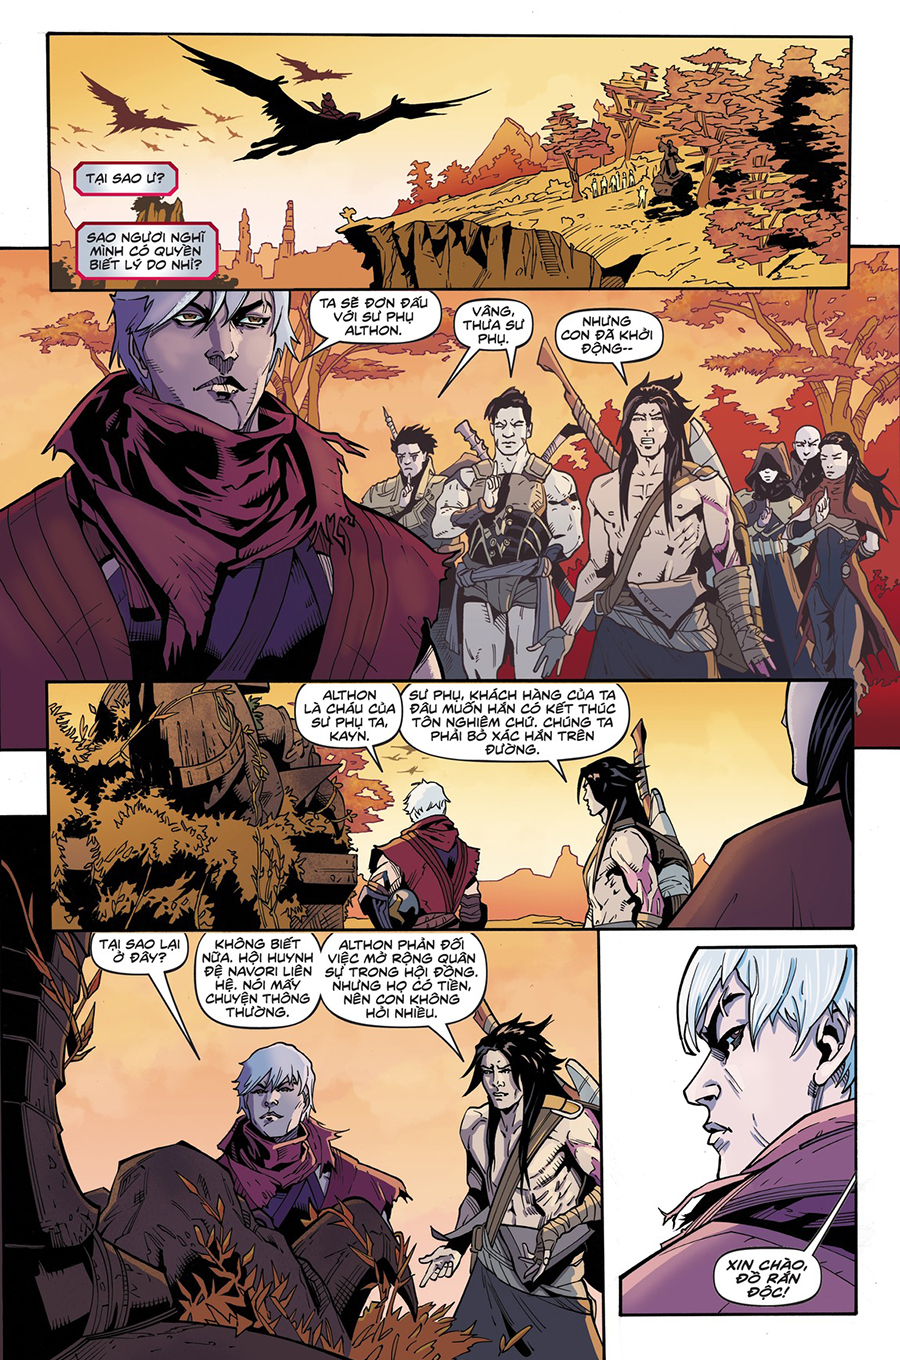 TẠI SAO Ư?
SAO NGƯƠI NGHĨ
MÌNH CÓ QUYỀN
BIẾT LÝ DO NHỈ?
TA SẼ ĐƠN ĐẤU
VỚI SƯ PHỤ
ALTHON.
VÂNG,
THƯA SƯ
PHỤ.
NHƯNG
CON ĐÃ KHỞI
ĐỘNG--
ALTHON
LÀ CHÁU CỦA
SƯ PHỤ TA,
KAYN.
SƯ PHỤ, KHÁCH HÀNG CỦA TA
ĐÂU MUỐN HẮN CÓ KẾT THÚC
TÔN NGHIÊM CHỨ. CHÚNG TA
PHẢI BỎ XÁC HẮN TRÊN
ĐƯỜNG.
TẠI SAO LẠI
Ở ĐÂY?
KHÔNG BIẾT
NỮA. HỘI HUYNH
ĐỆ NAVORI LIÊN
HỆ. NÓI MẤY
CHUYỆN THÔNG
THƯỜNG.
ALTHON PHẢN ĐỐI
VIỆC MỞ RỘNG QUÂN
SỰ TRONG HỘI ĐỒNG.
NHƯNG HỌ CÓ TIỀN,
NÊN CON KHÔNG
HỎI NHIỀU.
XIN CHÀO,
ĐỒ RẮN
ĐỘC!